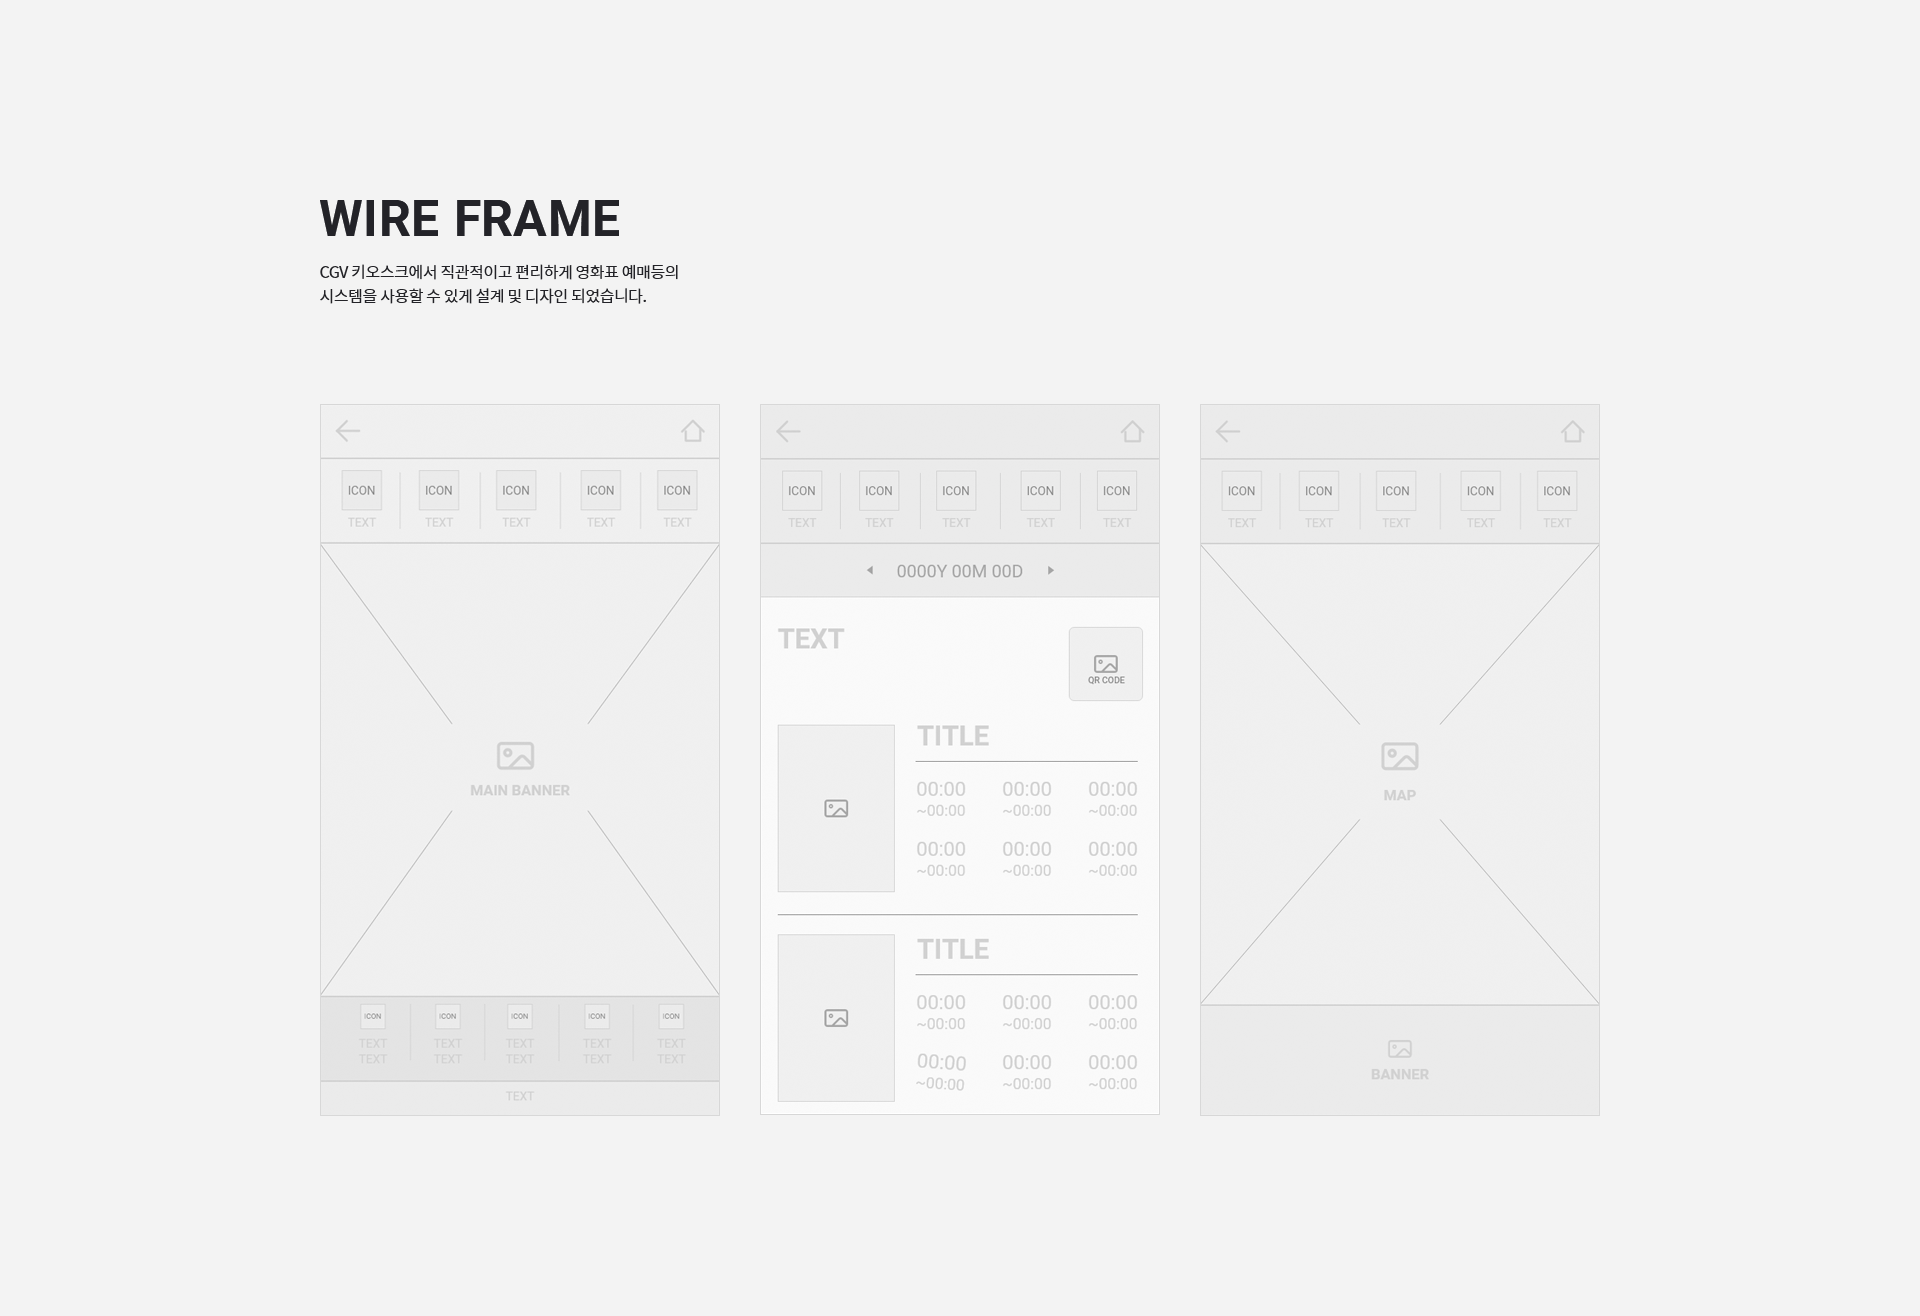 WIRE FRAME
CGV 키오스크에서 직관적이고 편리하게 영화표 예매등의
시스템을 사용할 수 있게 설계 및 디자인 되었습니다.
ICON ICON ICON ICON ICON
TEXT TEXT TEXT TEXT TEXT
MAIN BANNER
ICON ICON ICON ICON ICON
TEXT TEXT TEXT TEXT TEXT
TEXT TEXT TEXT TEXT TEXT
TEXT
ICON ICON ICON ICON ICON
TEXT TEXT TEXT TEXT TEXT
0000Y 00M 00D
TEXT
QR CODE
TITLE
00:00 00:00 00:00
~00:00 ~00:00 ~00:00
00:00 00:00 00:00
~00:00 ~00:00 ~00:00
TITLE
00:00 00:00 00:00
~00:00 ~00:00 ~00:00
00:00 00:00 00:00
~00:00 ~00:00 ~00:00
ICON ICON ICON ICON ICON
TEXT TEXT TEXT TEXT TEXT
MAP
BANNER